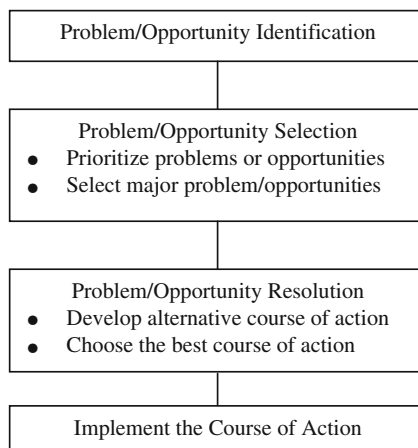 Problem/Opportunity Identification
Problem/Opportunity Selection
● Prioritize problems or opportunities
● Select major problem/opportunities
Problem/Opportunity Resolution
● Develop alternative course of action
● Choose the best course of action
Implement the Course of Action